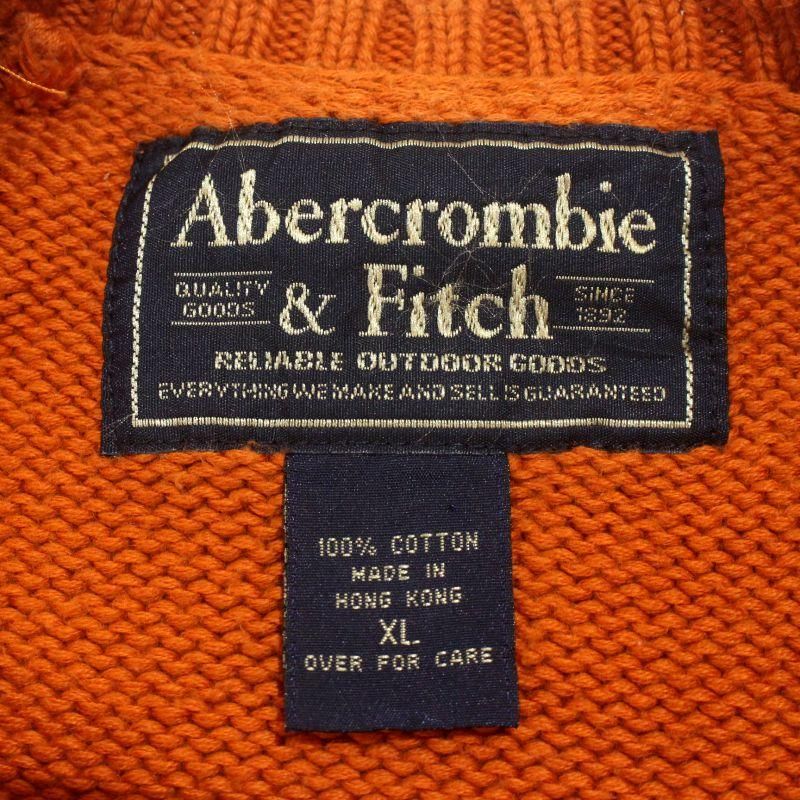 Abercrombie
QUALITY GOODS & Fitch SINCE 1892
RELIABLE OUTDOOR GOODS
EVERYTHING WE MAKE AND SELL IS GUARANTEED
100% COTTON
MADE IN
HONG KONG
XL
OVER FOR CARE